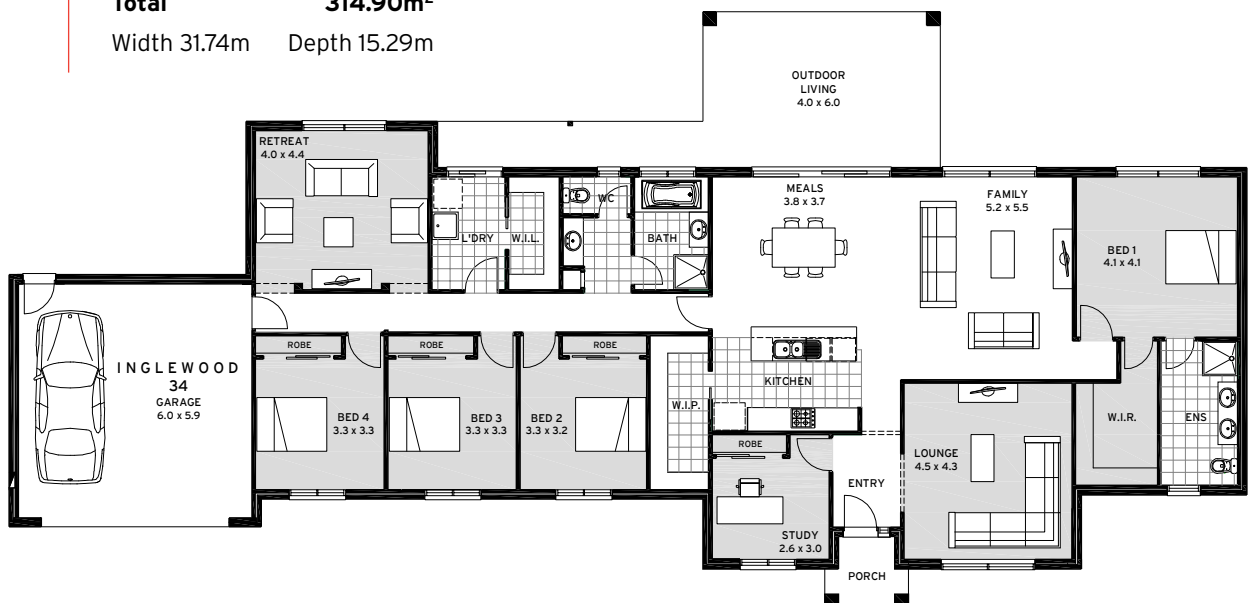 Total 314.90m²
Width 31.74m Depth 15.29m
OUTDOOR
LIVING
4.0 x 6.0
RETREAT
4.0 x 4.4
L'DRY
W.I.L.
WC
BATH
MEALS
3.8 x 3.7
FAMILY
5.2 x 5.5
BED 1
4.1 x 4.1
INGLEWOOD
34
GARAGE
6.0 x 5.9
ROBE
BED 4
3.3 x 3.3
ROBE
BED 3
3.3 x 3.3
ROBE
BED 2
3.3 x 3.2
W.I.P.
KITCHEN
ROBE
STUDY
2.6 x 3.0
ENTRY
PORCH
LOUNGE
4.5 x 4.3
W.I.R.
ENS